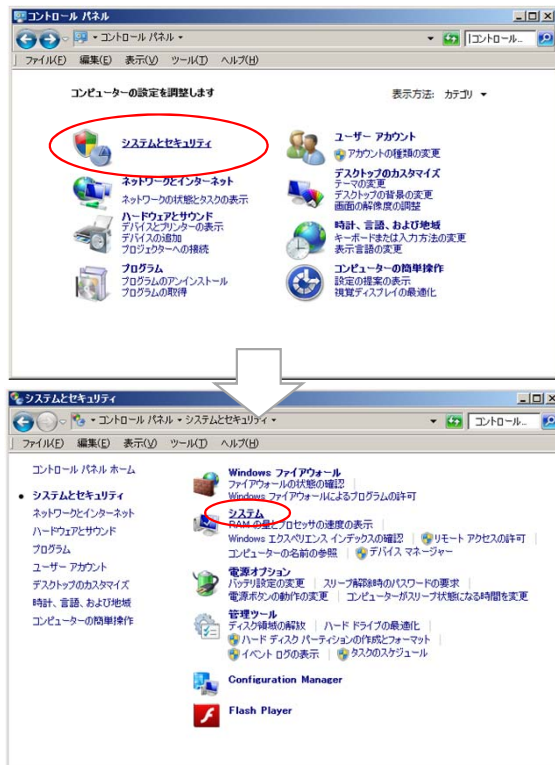 コントロール パネル
コントロール パネル
コントロール...
ファイル(F) 編集(E) 表示(V) ツール(T) ヘルプ(H)
コンピューターの設定を調整します
表示方法: カテゴリ
システムとセキュリティ
ネットワークとインターネット
ネットワークの状態とタスクの表示
ハードウェアとサウンド
デバイスとプリンターの表示
デバイスの追加
プロジェクターへの接続
プログラム
プログラムのアンインストール
プログラムの取得
ユーザー アカウント
アカウントの種類の変更
デスクトップのカスタマイズ
テーマの変更
デスクトップの背景の変更
画面の解像度の調整
時計、言語、および地域
キーボードまたは入力方法の変更
表示言語の変更
コンピューターの簡単操作
設定の提案の表示
視覚ディスプレイの最適化
システムとセキュリティ
コントロール パネル システムとセキュリティ
コントロール...
ファイル(F) 編集(E) 表示(V) ツール(T) ヘルプ(H)
コントロール パネル ホーム
システムとセキュリティ
ネットワークとインターネット
ハードウェアとサウンド
プログラム
ユーザー アカウント
デスクトップのカスタマイズ
時計、言語、および地域
コンピューターの簡単操作
Windows ファイアウォール
ファイアウォールの状態の確認
Windows ファイアウォールによるプログラムの許可
システム
RAM の量とプロセッサの速度の表示
Windows エクスペリエンス インデックスの確認 リモート アクセスの許可
コンピューターの名前の参照 デバイス マネージャー
電源オプション
バッテリ設定の変更 スリープ解除時のパスワードの要求
電源ボタンの動作の変更 コンピューターがスリープ状態になる時間を変更
管理ツール
ディスク領域の解放 ハード ドライブの最適化
ハード ディスク パーティションの作成とフォーマット
イベント ログの表示 タスクのスケジュール
Configuration Manager
Flash Player